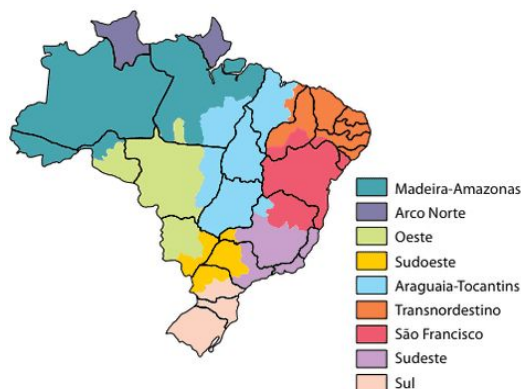 Madeira-Amazonas
Arco Norte
Oeste
Sudoeste
Araguaia-Tocantins
Transnordestino
São Francisco
Sudeste
Sul